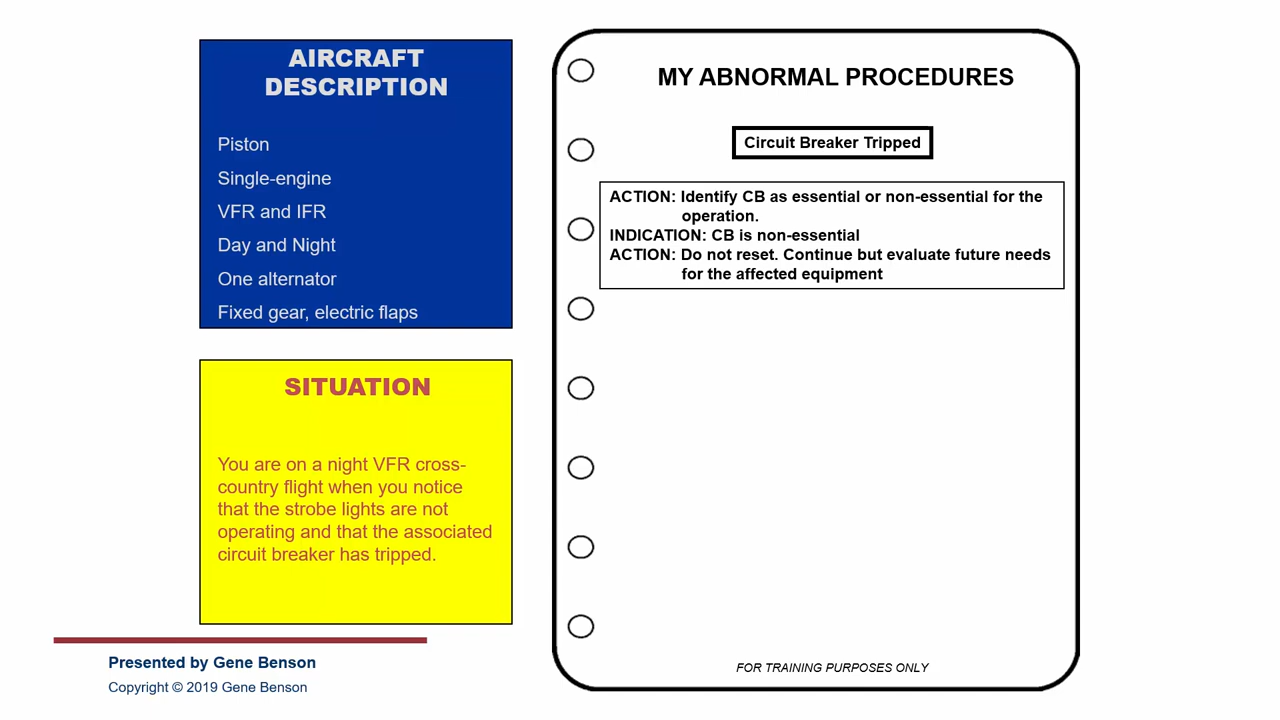 AIRCRAFT
DESCRIPTION
Piston
Single-engine
VFR and IFR
Day and Night
One alternator
Fixed gear, electric flaps
SITUATION
You are on a night VFR cross-
country flight when you notice
that the strobe lights are not
operating and that the associated
circuit breaker has tripped.
Presented by Gene Benson
Copyright © 2019 Gene Benson
MY ABNORMAL PROCEDURES
Circuit Breaker Tripped
ACTION: Identify CB as essential or non-essential for the
operation.
INDICATION: CB is non-essential
ACTION: Do not reset. Continue but evaluate future needs
for the affected equipment
FOR TRAINING PURPOSES ONLY